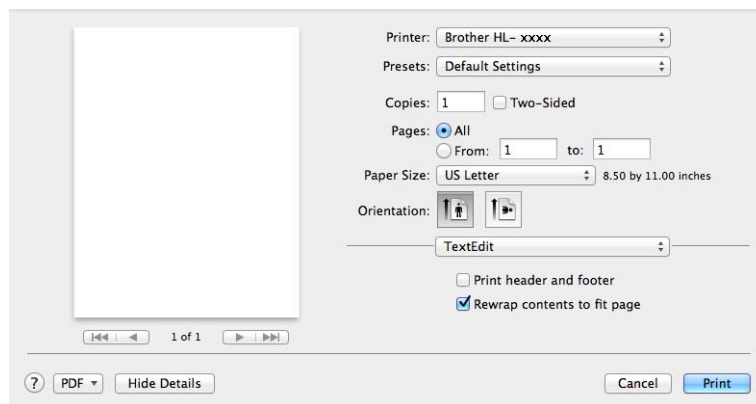 Printer: Brother HL- xxxx
Presets: Default Settings
Copies: 1 Two-Sided
Pages: All
From: 1 to: 1
Paper Size: US Letter 8.50 by 11.00 inches
Orientation:
TextEdit
Print header and footer
Rewrap contents to fit page
1 of 1
? PDF Hide Details Cancel Print